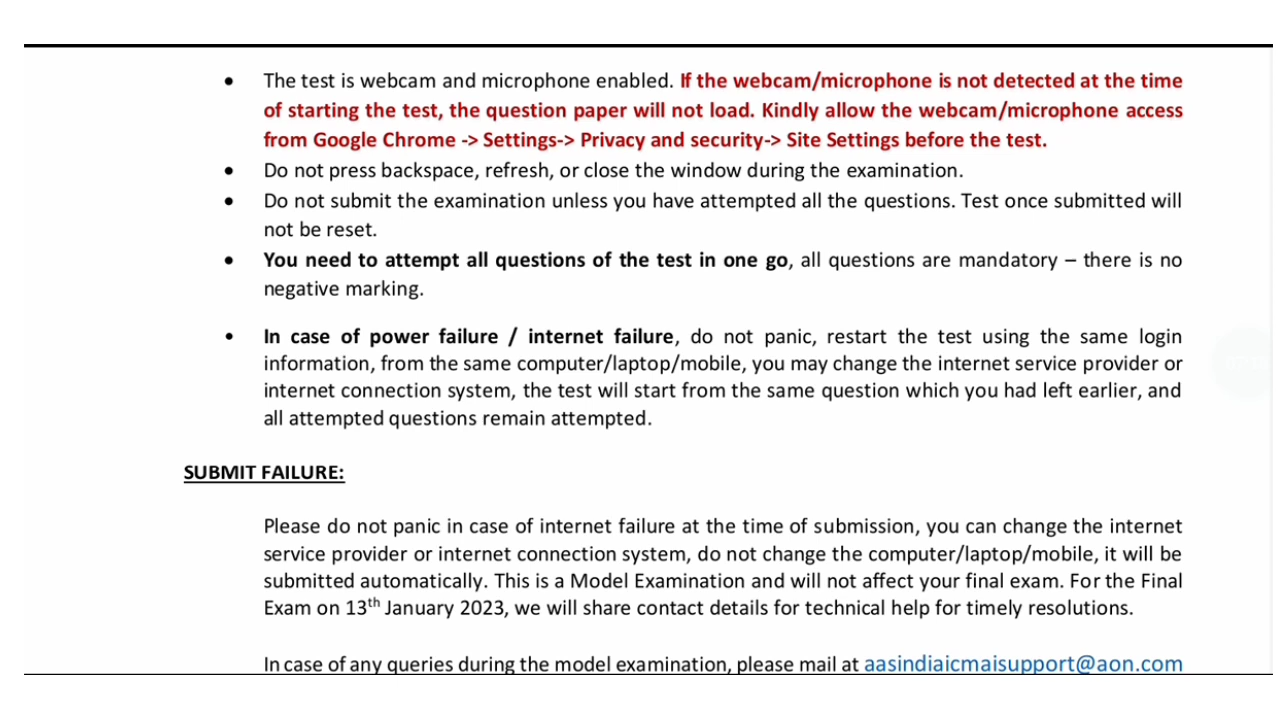 • The test is webcam and microphone enabled. If the webcam/microphone is not detected at the time
of starting the test, the question paper will not load. Kindly allow the webcam/microphone access
from Google Chrome -> Settings-> Privacy and security-> Site Settings before the test.
• Do not press backspace, refresh, or close the window during the examination.
• Do not submit the examination unless you have attempted all the questions. Test once submitted will
not be reset.
• You need to attempt all questions of the test in one go, all questions are mandatory – there is no
negative marking.
• In case of power failure / internet failure, do not panic, restart the test using the same login
information, from the same computer/laptop/mobile, you may change the internet service provider or
internet connection system, the test will start from the same question which you had left earlier, and
all attempted questions remain attempted.
SUBMIT FAILURE:
Please do not panic in case of internet failure at the time of submission, you can change the internet
service provider or internet connection system, do not change the computer/laptop/mobile, it will be
submitted automatically. This is a Model Examination and will not affect your final exam. For the Final
Exam on 13th January 2023, we will share contact details for technical help for timely resolutions.
In case of any queries during the model examination, please mail at aasindiaicmaisupport@aon.com